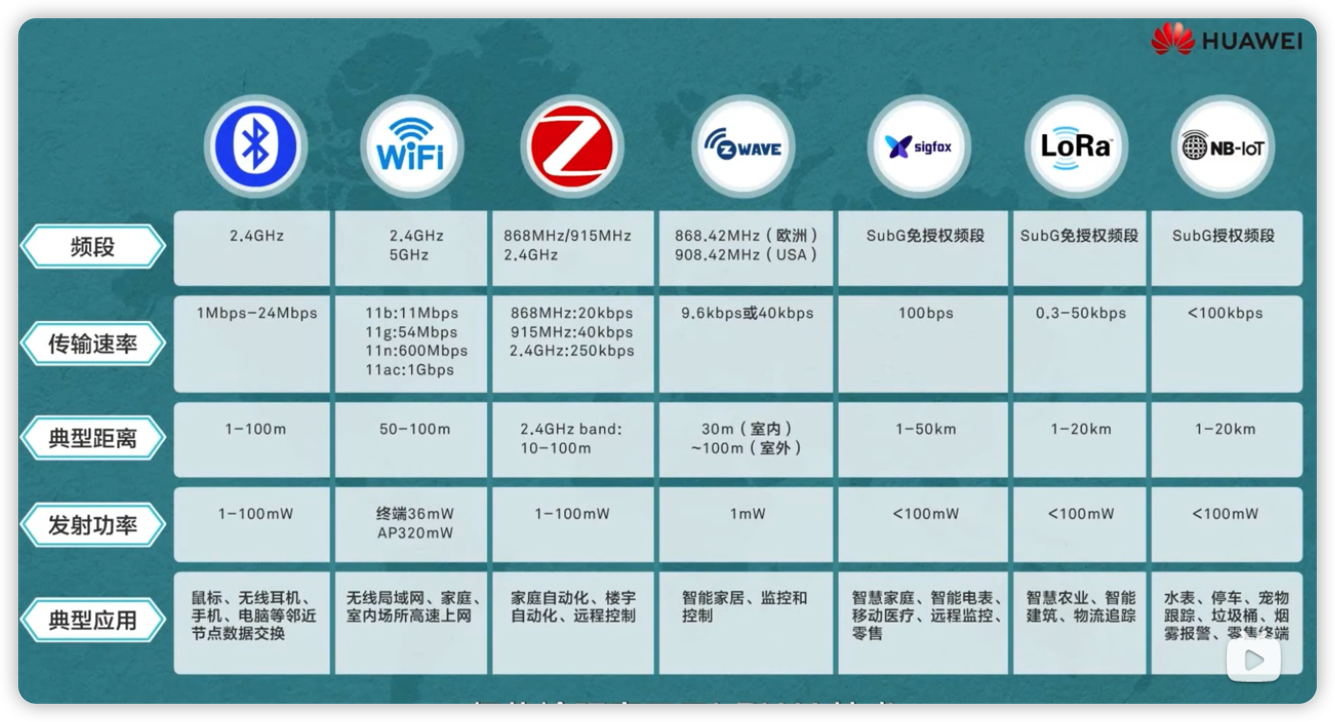 HUAWEI
WiFi
Z WAVE
sigfox
LoRa
NB-IoT
频段
2.4GHz
2.4GHz
5GHz
868MHz/915MHz
2.4GHz
868.42MHz（欧洲）
908.42MHz（USA）
SubG免授权频段
SubG免授权频段
SubG授权频段
传输速率
1Mbps-24Mbps
11b:11Mbps
11g:54Mbps
11n:600Mbps
11ac:1Gbps
868MHz:20kbps
915MHz:40kbps
2.4GHz:250kbps
9.6kbps或40kbps
100bps
0.3-50kbps
<100kbps
典型距离
1-100m
50-100m
2.4GHz band:
10-100m
30m（室内）
~100m（室外）
1-50km
1-20km
1-20km
发射功率
1-100mW
终端36mW
AP320mW
1-100mW
1mW
<100mW
<100mW
<100mW
典型应用
鼠标、无线耳机、
手机、电脑等邻近
节点数据交换
无线局域网、家庭、
室内场所高速上网
家庭自动化、楼宇
自动化、远程控制
智能家居、监控和
控制
智慧家庭、智能电表、
移动医疗、远程监控、
零售
智慧农业、智能
建筑、物流追踪
水表、停车、宠物
跟踪、垃圾桶、烟
雾报警、零售终端